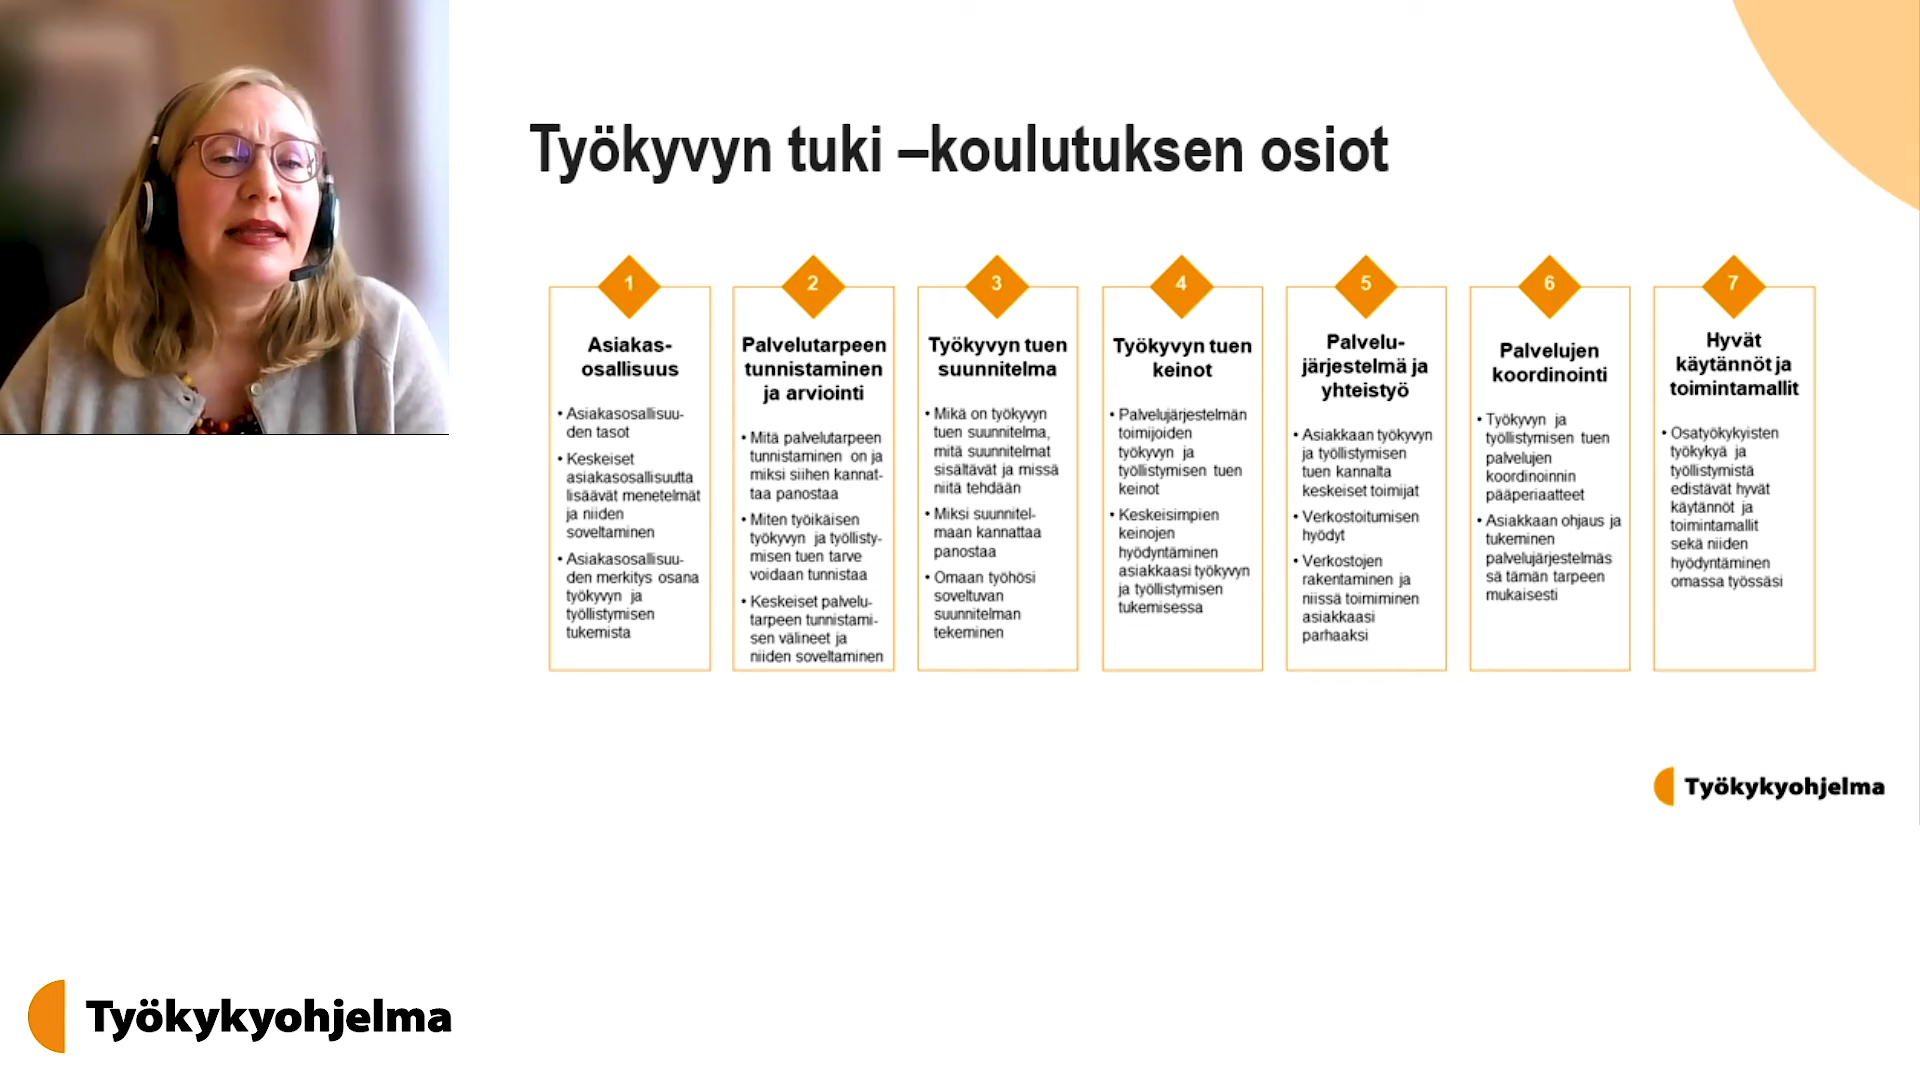 Työkyvyn tuki –koulutuksen osiot
1
Asiakas-
osallisuus
• Asiakasosallisuu-
den tasot
• Keskeiset
asiakasosallisuutta
lisäävät menetelmät
ja niiden
soveltaminen
• Asiakasosallisuu-
den merkitys osana
työkyvyn ja
työllistymisen
tukemista
2
Palvelutarpeen
tunnistaminen
ja arviointi
• Mitä palvelutarpeen
tunnistaminen on ja
miksi siihen kannat-
taa panostaa
• Miten työikäisen
työkyvyn ja työllisty-
misen tuen tarve
voidaan tunnistaa
• Keskeiset palvelu-
tarpeen tunnistami-
sen välineet ja
niiden soveltaminen
3
Työkyvyn tuen
suunnitelma
• Mikä on työkyvyn
tuen suunnitelma,
mitä suunnitelmat
sisältävät ja missä
niitä tehdään
• Miksi suunnitel-
maan kannattaa
panostaa
• Omaan työhösi
soveltuvan
suunnitelman
tekeminen
4
Työkyvyn tuen
keinot
• Palvelujärjestelmän
toimijoiden
työkyvyn ja
työllistymisen tuen
keinot
• Keskeisimpien
keinojen
hyödyntäminen
asiakkaasi työkyvyn
ja työllistymisen
tukemisessa
5
Palvelu-
järjestelmä ja
yhteistyö
• Asiakkaan työkyvyn
ja työllistymisen
tuen kannalta
keskeiset toimijat
• Verkostoitumisen
hyödyt
• Verkostojen
rakentaminen ja
niissä toimiminen
asiakkaasi
parhaaksi
6
Palvelujen
koordinointi
• Työkyvyn ja
työllistymisen tuen
palvelujen
koordinoinnin
pääperiaatteet
• Asiakkaan ohjaus ja
tukeminen
palvelujärjestelmäs
sä tämän tarpeen
mukaisesti
7
Hyvät
käytännöt ja
toimintamallit
• Osatyökykyisten
työkykyä ja
työllistymistä
edistävät hyvät
käytännöt ja
toimintamallit
sekä niiden
hyödyntäminen
omassa työssäsi
Työkykyohjelma
Työkykyohjelma